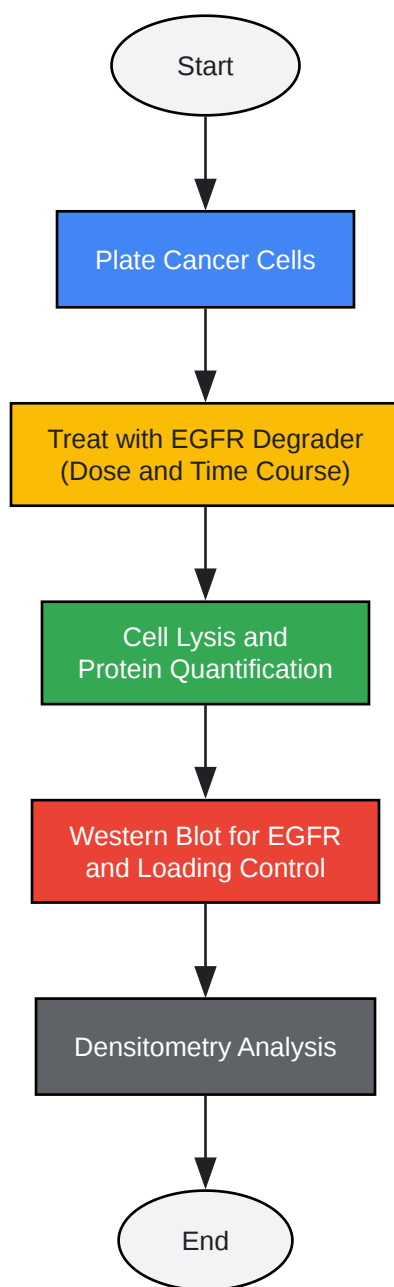 Start
Plate Cancer Cells
Treat with EGFR Degrader
(Dose and Time Course)
Cell Lysis and
Protein Quantification
Western Blot for EGFR
and Loading Control
Densitometry Analysis
End